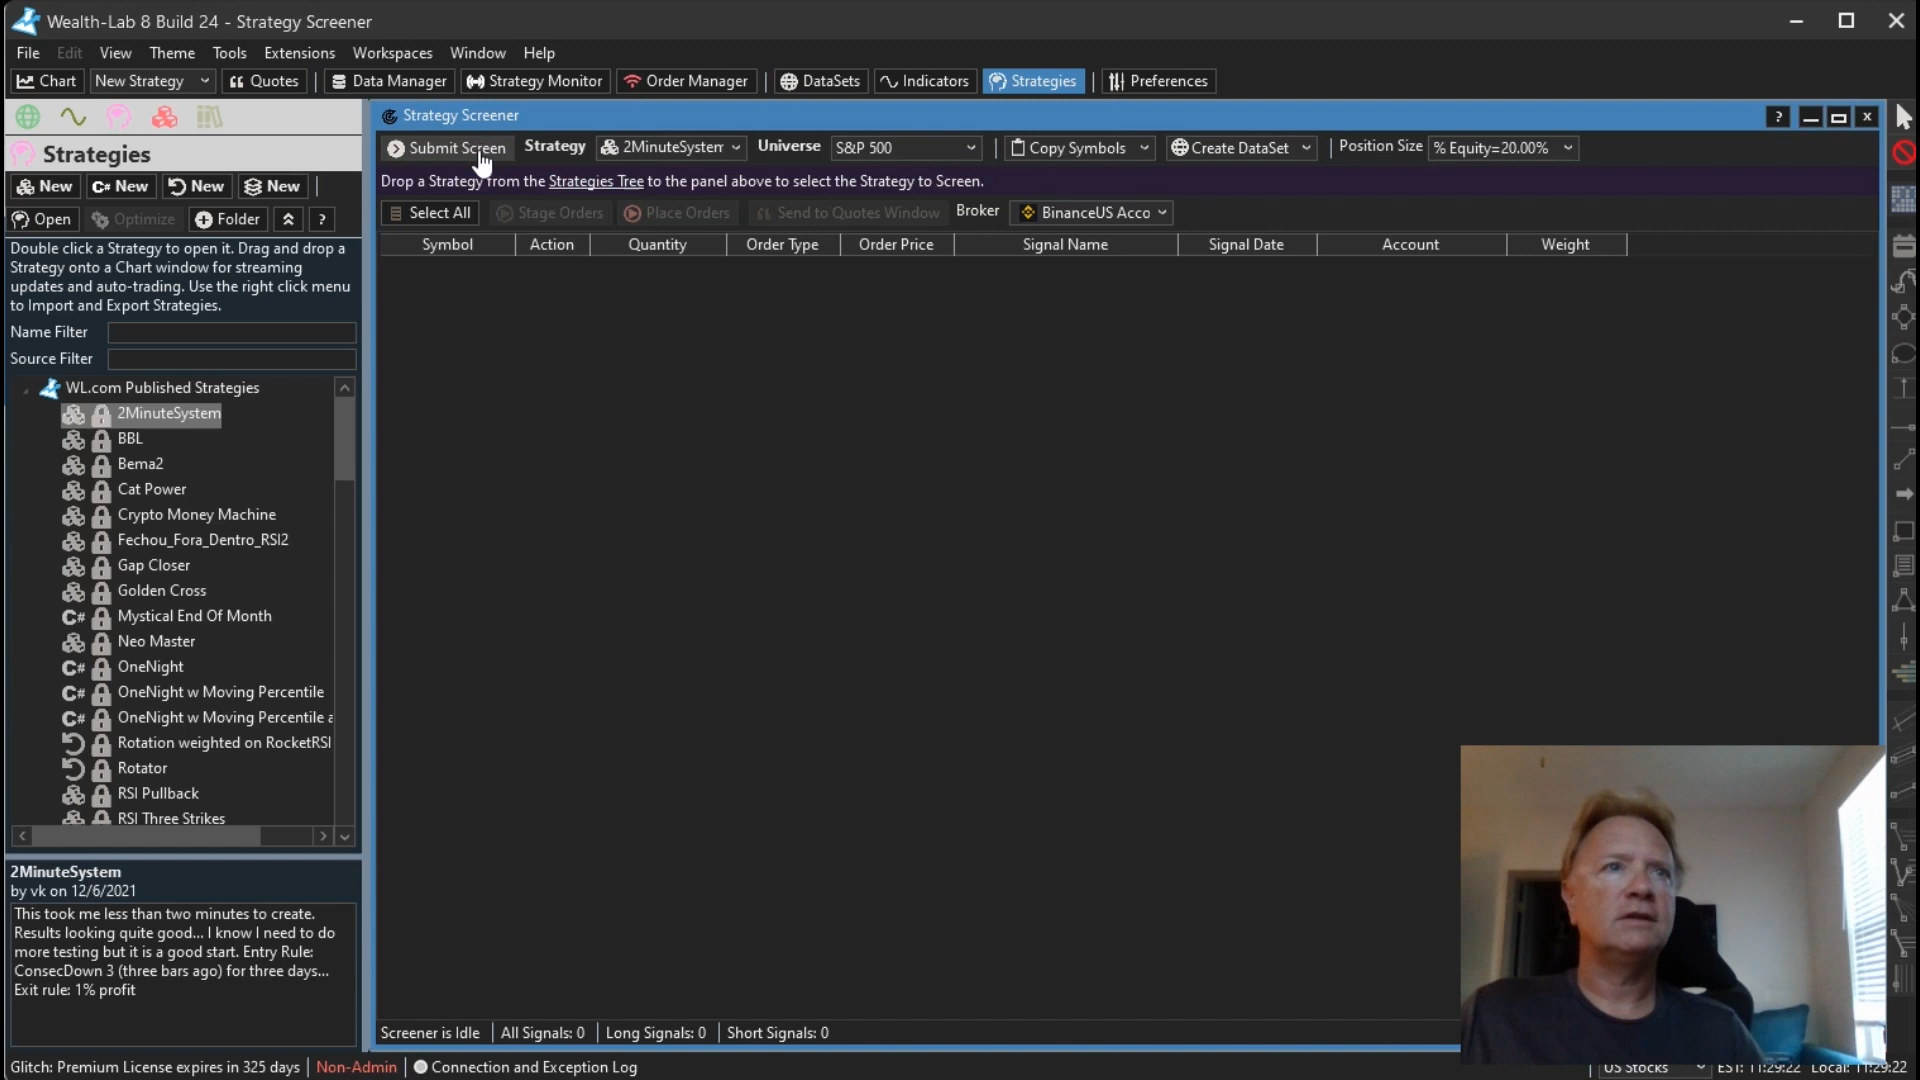 Wealth-Lab 8 Build 24 - Strategy Screener
File Edit View Theme Tools Extensions Workspaces Window Help
Chart New Strategy Quotes Data Manager Strategy Monitor Order Manager DataSets Indicators Strategies Preferences
Strategies
New C# New New New
Open Optimize Folder ?
Double click a Strategy to open it. Drag and drop a
Strategy onto a Chart window for streaming
updates and auto-trading. Use the right click menu
to Import and Export Strategies.
Name Filter
Source Filter
WL.com Published Strategies
2MinuteSystem
BBL
Bema2
Cat Power
Crypto Money Machine
Fechou_Fora_Dentro_RSI2
Gap Closer
Golden Cross
C# Mystical End Of Month
Neo Master
C# OneNight
C# OneNight w Moving Percentile
C# OneNight w Moving Percentile a
Rotation weighted on RocketRSI
Rotator
RSI Pullback
RSI Three Strikes
2MinuteSystem
by vk on 12/6/2021
This took me less than two minutes to create.
Results looking quite good... I know I need to do
more testing but it is a good start. Entry Rule:
ConsecDown 3 (three bars ago) for three days...
Exit rule: 1% profit
Strategy Screener ? x
Submit Screen Strategy 2MinuteSystem Universe S&P 500 Copy Symbols Create DataSet Position Size % Equity=20.00%
Drop a Strategy from the Strategies Tree to the panel above to select the Strategy to Screen.
Select All Stage Orders Place Orders Send to Quotes Window Broker BinanceUS Acco
Symbol Action Quantity Order Type Order Price Signal Name Signal Date Account Weight
Screener is Idle All Signals: 0 Long Signals: 0 Short Signals: 0
Glitch: Premium License expires in 325 days Non-Admin Connection and Exception Log US Stocks EST: 11:29:22 Local: 11:29:22